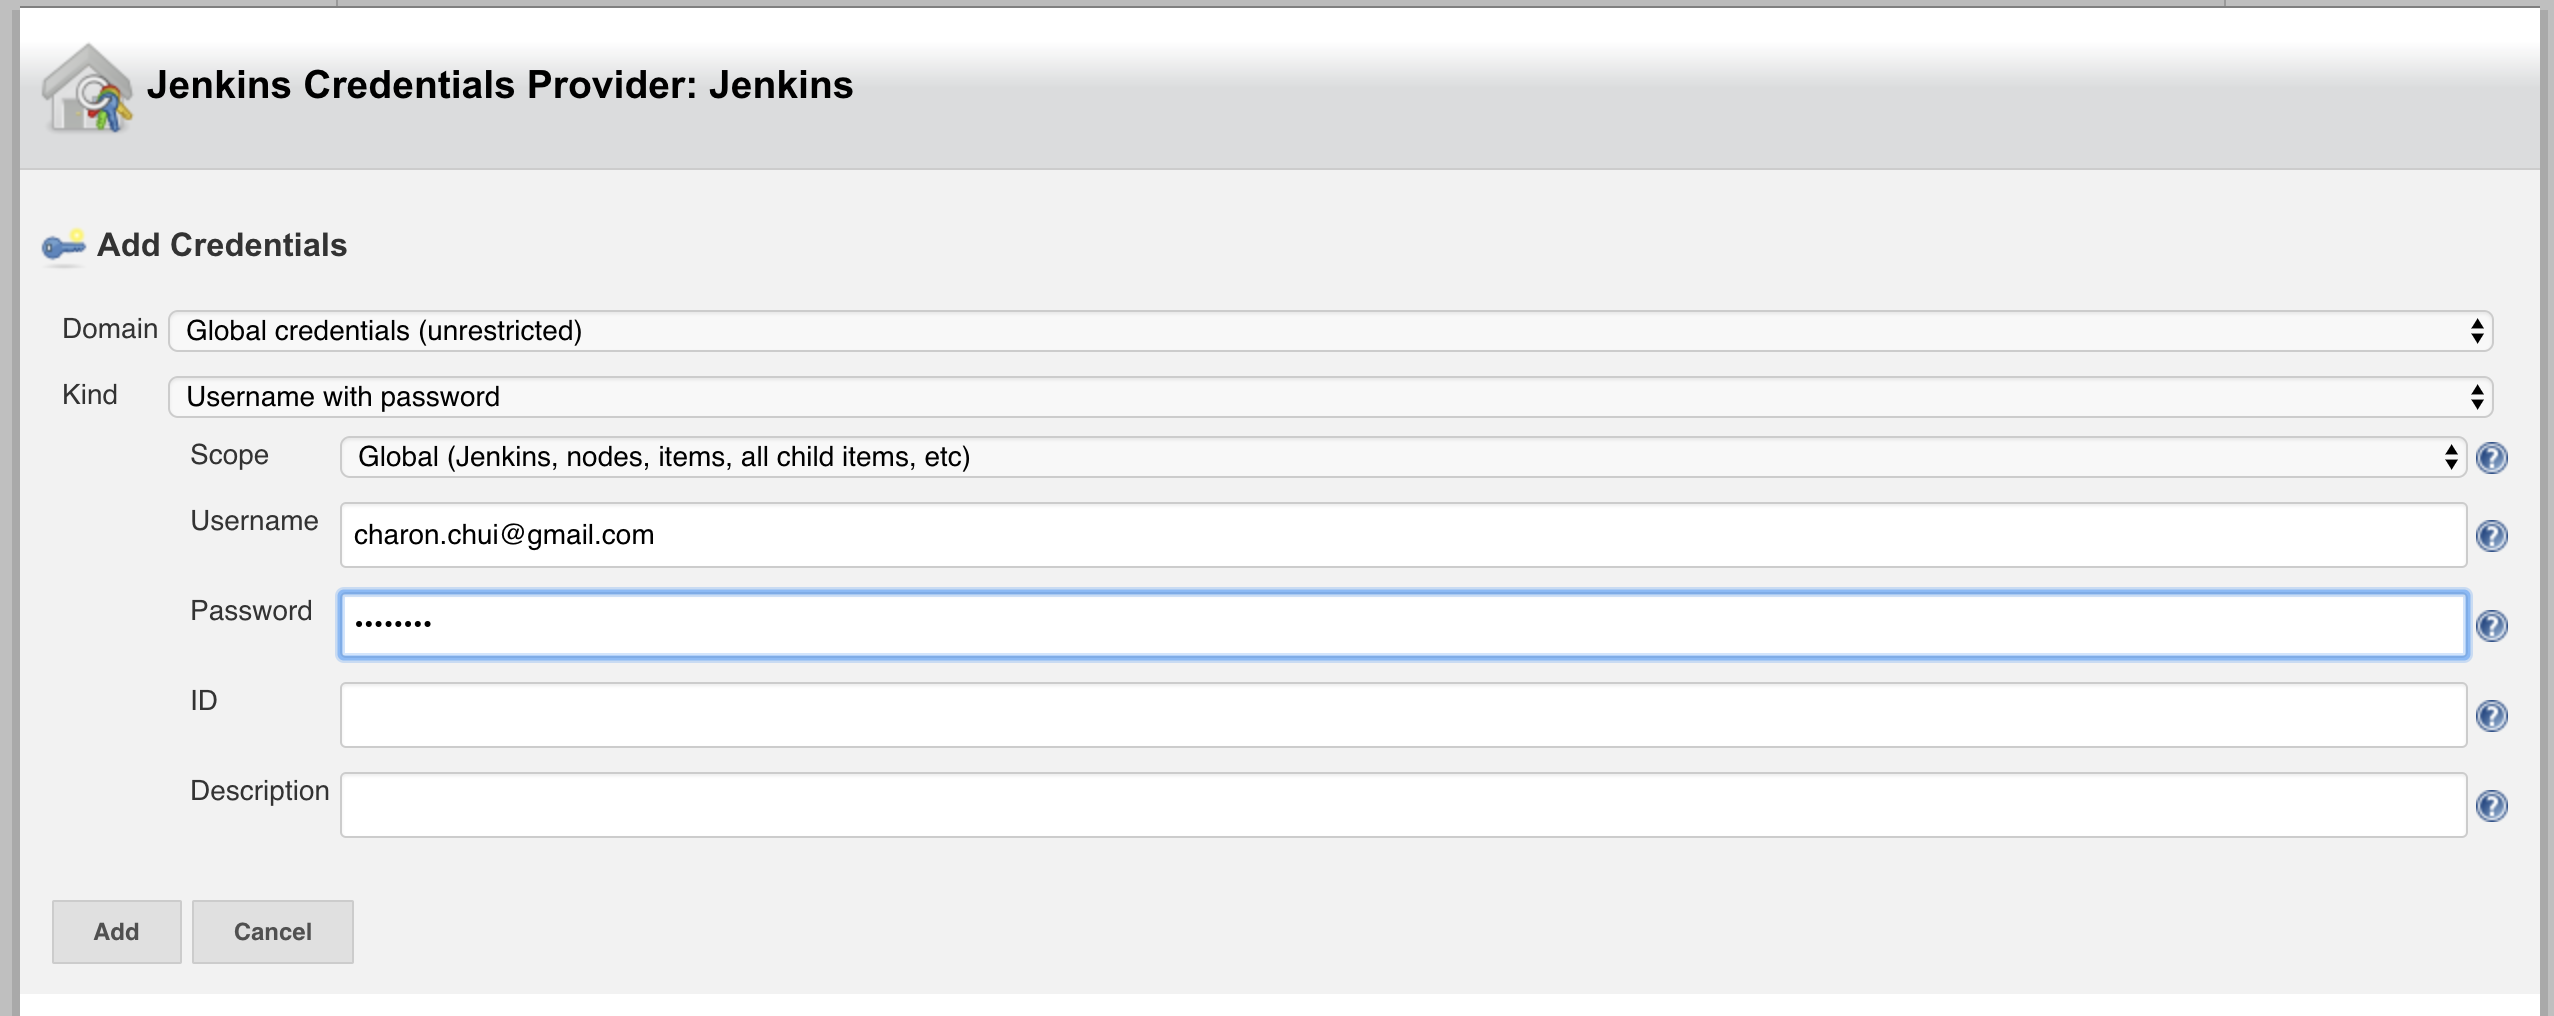 Jenkins Credentials Provider: Jenkins
Add Credentials
Domain Global credentials (unrestricted)
Kind Username with password
Scope Global (Jenkins, nodes, items, all child items, etc)
Username charon.chui@gmail.com
Password ••••••••
ID
Description
Add Cancel